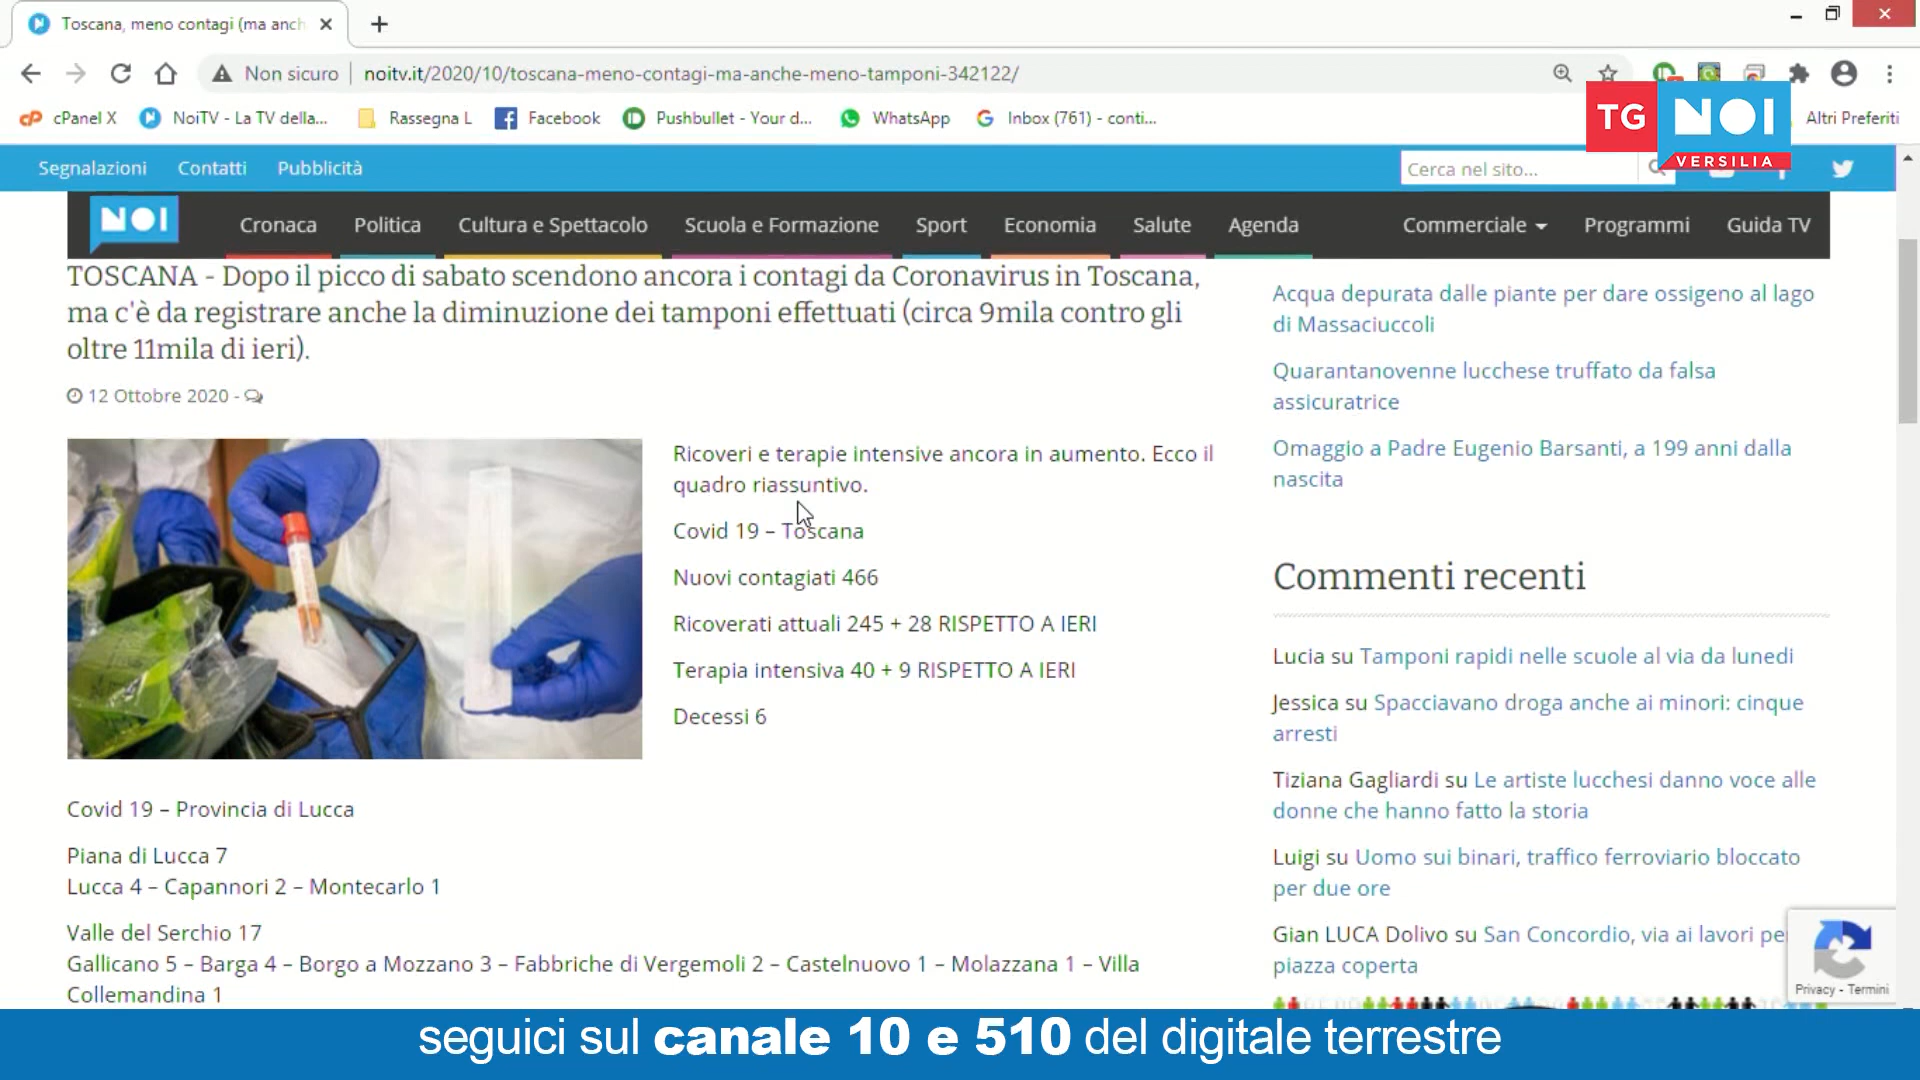 Toscana, meno contagi (ma anch
Non sicuro
noitv.it/2020/10/toscana-meno-contagi-ma-anche-meno-tamponi-342122/
cP cPanel X
NoiTV - La TV della...
Rassegna L
Facebook
Pushbullet - Your d...
WhatsApp
Inbox (761) - conti...
Altri Preferiti
TG NOI
VERSILIA
Segnalazioni Contatti Pubblicità
Cerca nel sito...
NOI
Cronaca Politica Cultura e Spettacolo Scuola e Formazione Sport Economia Salute Agenda Commerciale Programmi Guida TV
TOSCANA - Dopo il picco di sabato scendono ancora i contagi da Coronavirus in Toscana,
ma c'è da registrare anche la diminuzione dei tamponi effettuati (circa 9mila contro gli
oltre 11mila di ieri).
12 Ottobre 2020 -
Ricoveri e terapie intensive ancora in aumento. Ecco il
quadro riassuntivo.
Covid 19 – Toscana
Nuovi contagiati 466
Ricoverati attuali 245 + 28 RISPETTO A IERI
Terapia intensiva 40 + 9 RISPETTO A IERI
Decessi 6
Covid 19 – Provincia di Lucca
Piana di Lucca 7
Lucca 4 – Capannori 2 – Montecarlo 1
Valle del Serchio 17
Gallicano 5 – Barga 4 – Borgo a Mozzano 3 – Fabbriche di Vergemoli 2 – Castelnuovo 1 – Molazzana 1 – Villa
Collemandina 1
Acqua depurata dalle piante per dare ossigeno al lago
di Massaciuccoli
Quarantanovenne lucchese truffato da falsa
assicuratrice
Omaggio a Padre Eugenio Barsanti, a 199 anni dalla
nascita
Commenti recenti
Lucia su Tamponi rapidi nelle scuole al via da lunedi
Jessica su Spacciavano droga anche ai minori: cinque
arresti
Tiziana Gagliardi su Le artiste lucchesi danno voce alle
donne che hanno fatto la storia
Luigi su Uomo sui binari, traffico ferroviario bloccato
per due ore
Gian LUCA Dolivo su San Concordio, via ai lavori pe
piazza coperta
Privacy - Termini
seguici sul canale 10 e 510 del digitale terrestre